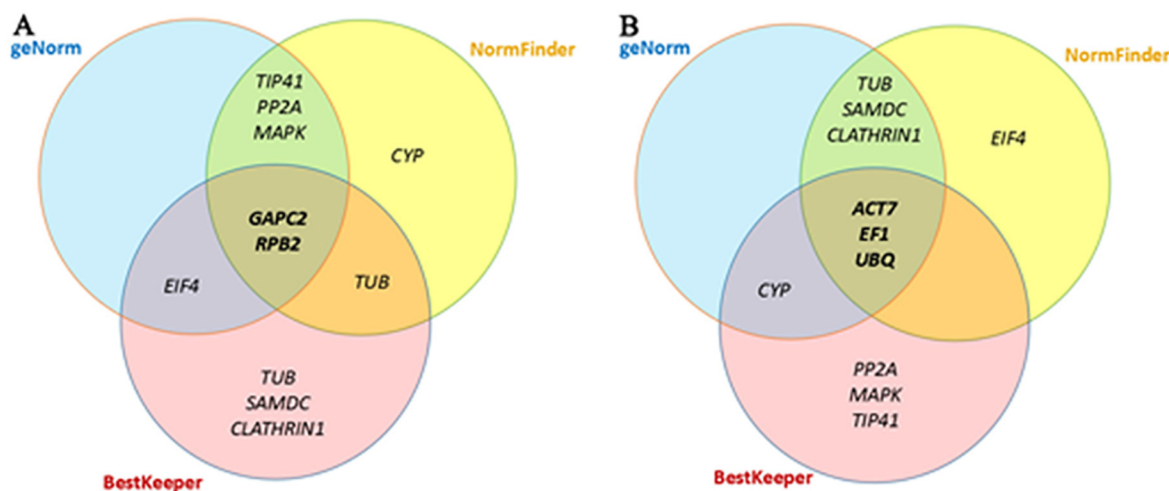 A
geNorm
NormFinder
TIP41
PP2A
MAPK
CYP
GAPC2
RPB2
EIF4
TUB
TUB
SAMDC
CLATHRIN1
BestKeeper
B
geNorm
NormFinder
TUB
SAMDC
CLATHRIN1
EIF4
ACT7
EF1
UBQ
CYP
PP2A
MAPK
TIP41
BestKeeper